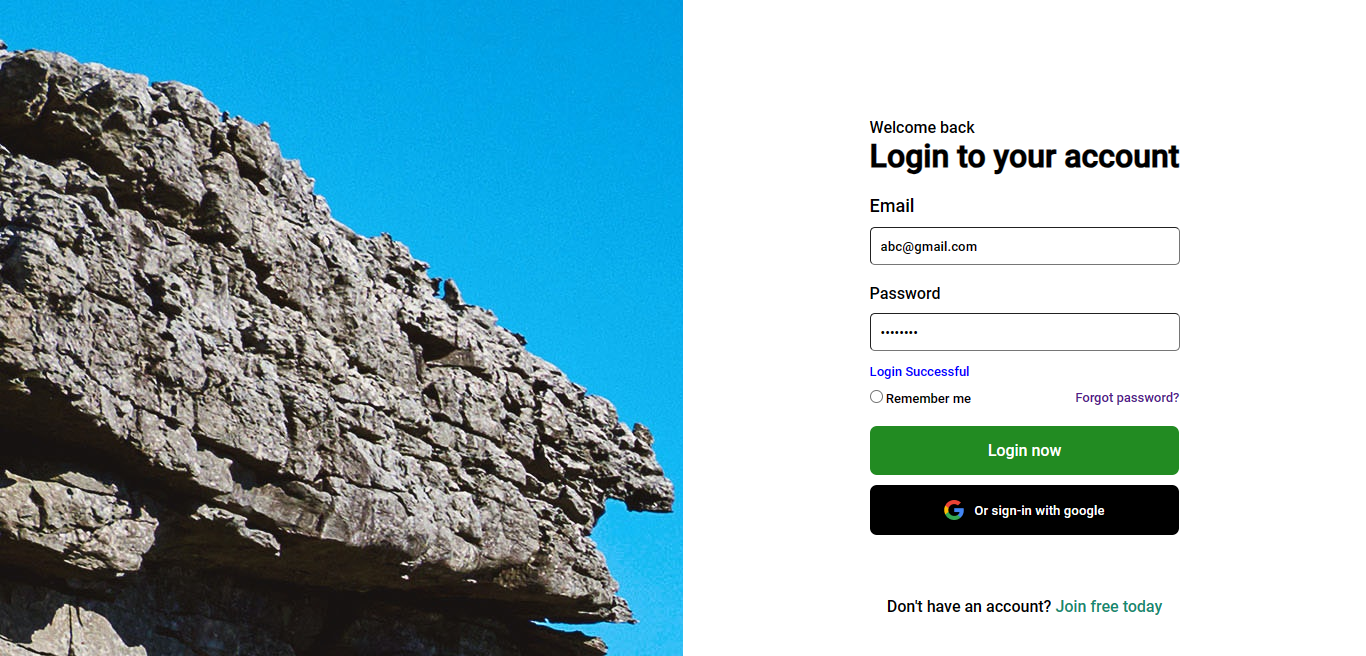 Welcome back
Login to your account
Email
abc@gmail.com
Password
••••••••
Login Successful
Remember me Forgot password?
Login now
Or sign-in with google
Don't have an account? Join free today